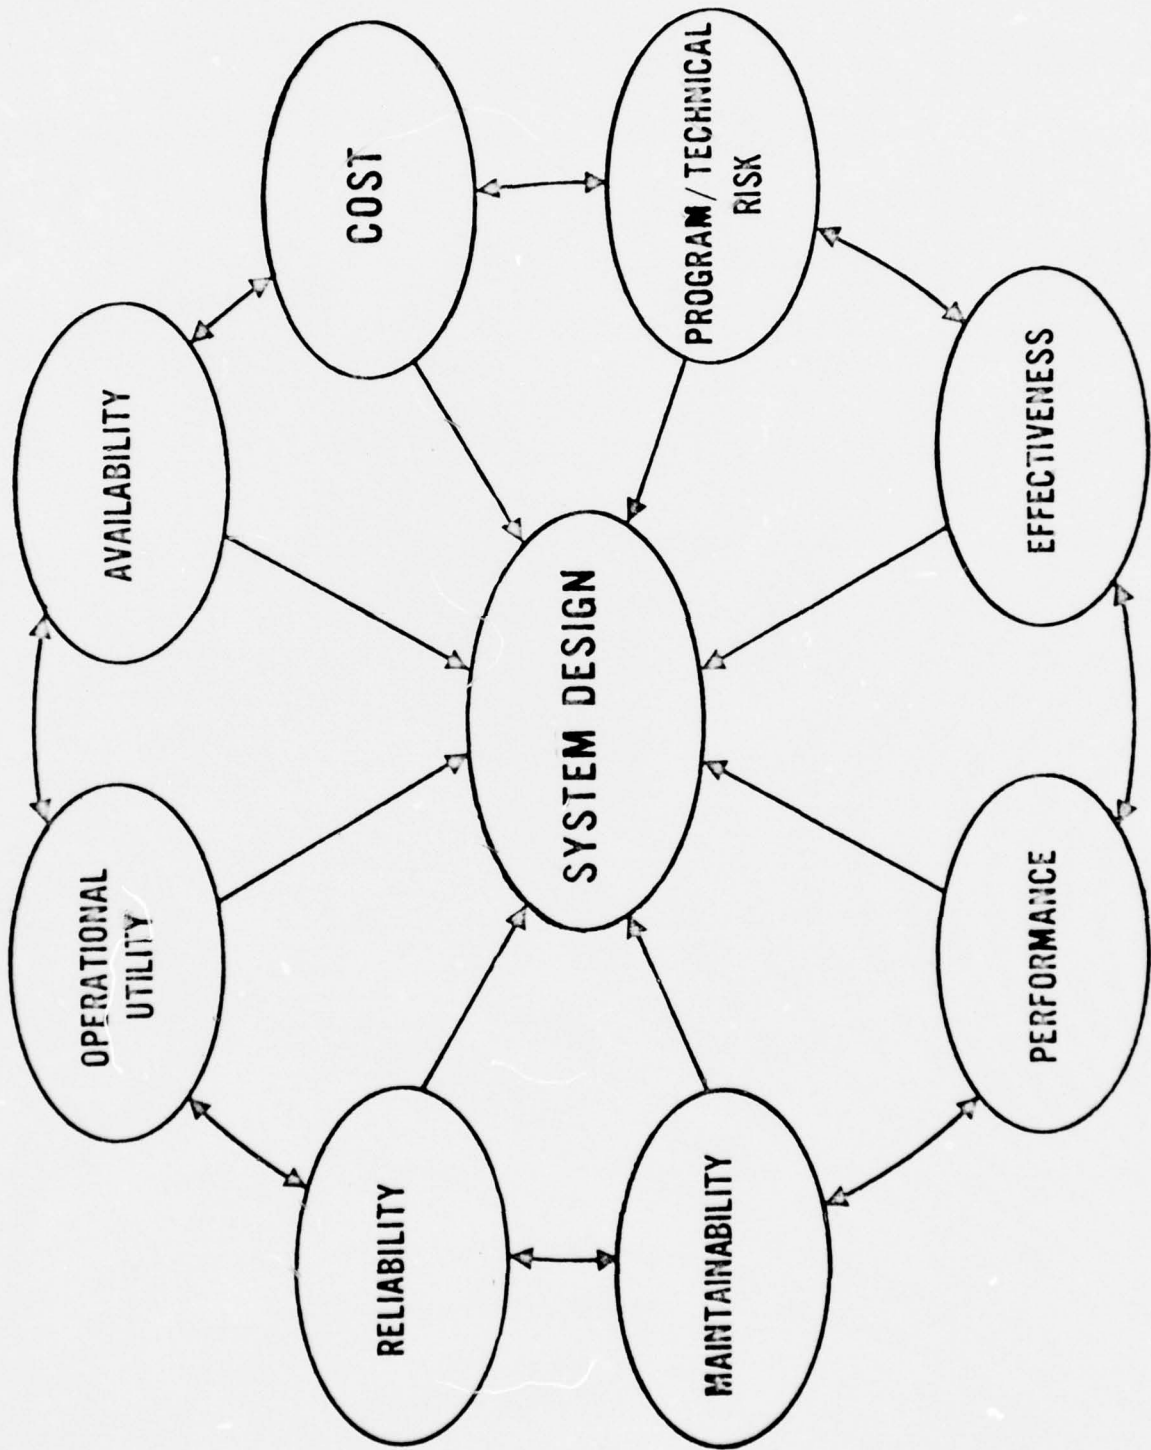 OPERATIONAL
UTILITY
AVAILABILITY
RELIABILITY
COST
SYSTEM DESIGN
MAINTAINABILITY
PROGRAM/TECHNICAL
RISK
PERFORMANCE
EFFECTIVENESS